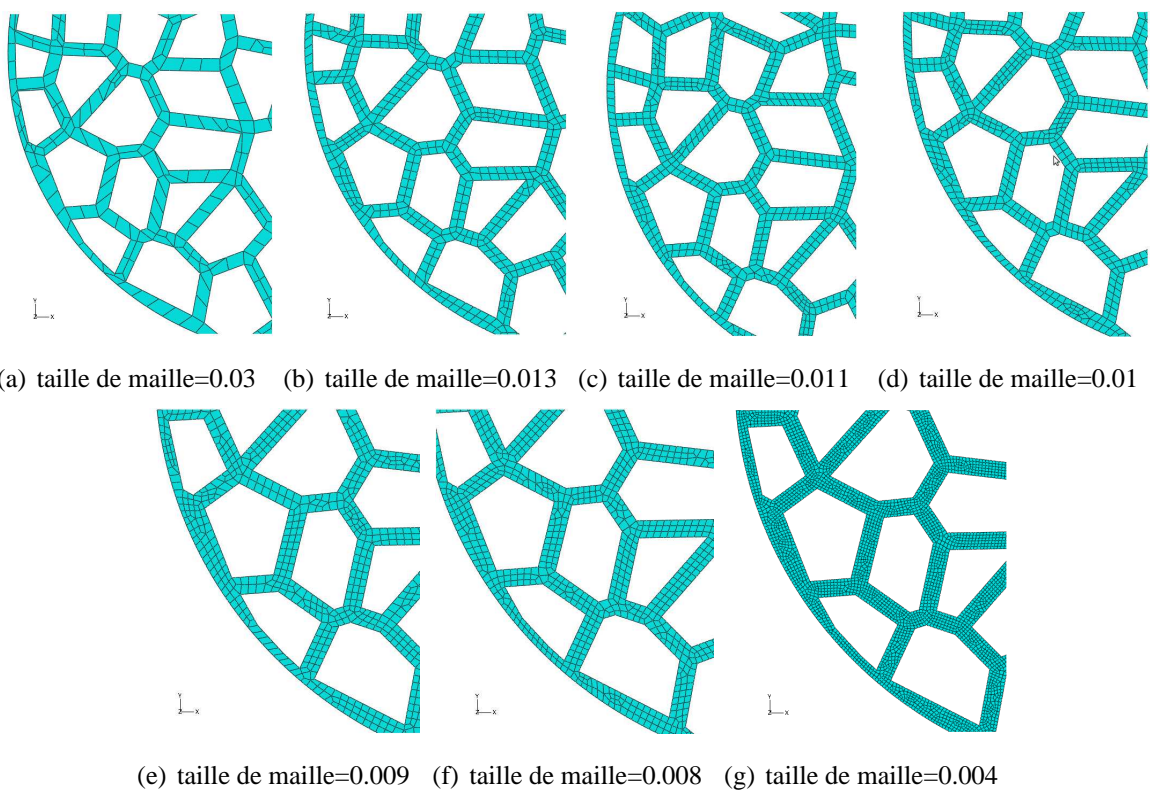 Y
Z X
Y
Z X
Y
Z X
Y
Z X
(a) taille de maille=0.03 (b) taille de maille=0.013 (c) taille de maille=0.011 (d) taille de maille=0.01
Y
Z X
Y
Z X
Y
Z X
(e) taille de maille=0.009 (f) taille de maille=0.008 (g) taille de maille=0.004